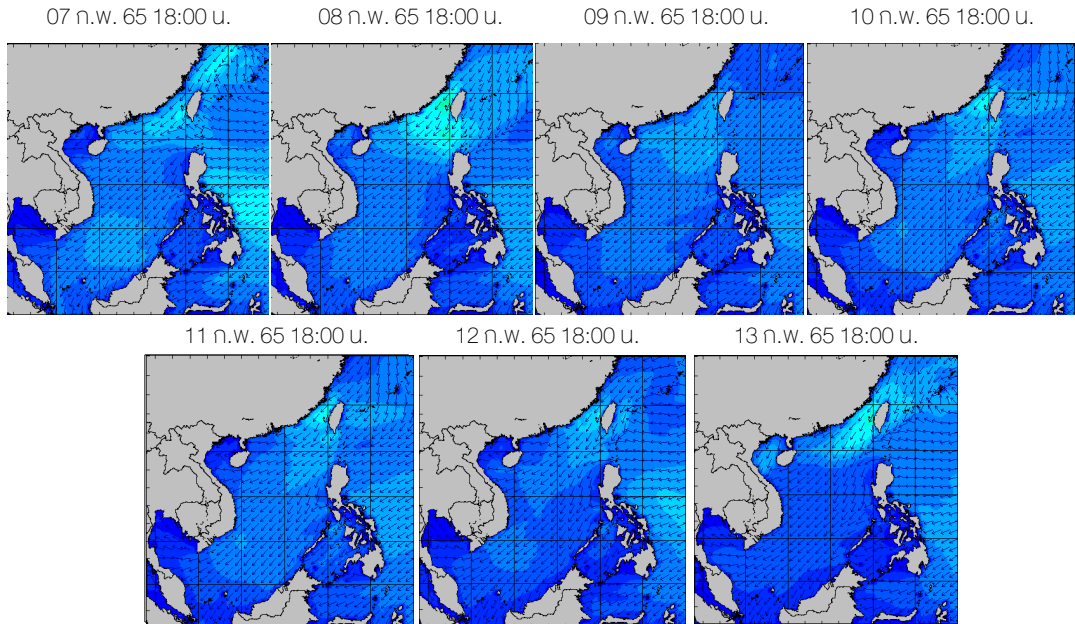 07 ก.พ. 65 18:00 น.
08 ก.พ. 65 18:00 น.
09 ก.พ. 65 18:00 น.
10 ก.พ. 65 18:00 น.
11 ก.พ. 65 18:00 น.
12 ก.พ. 65 18:00 น.
13 ก.พ. 65 18:00 น.